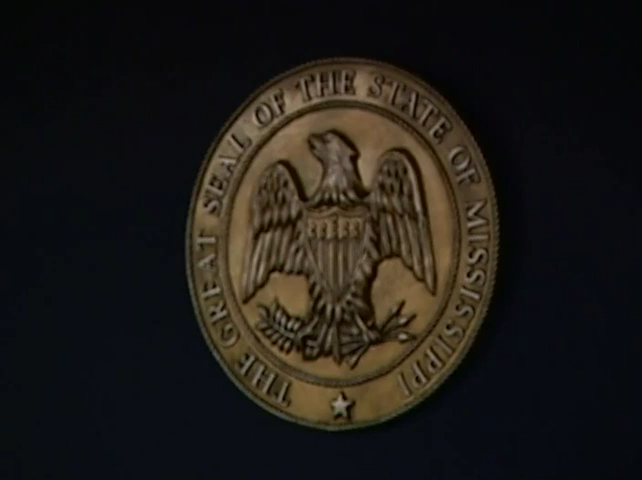 THE GREAT SEAL OF THE STATE OF MISSISSIPPI